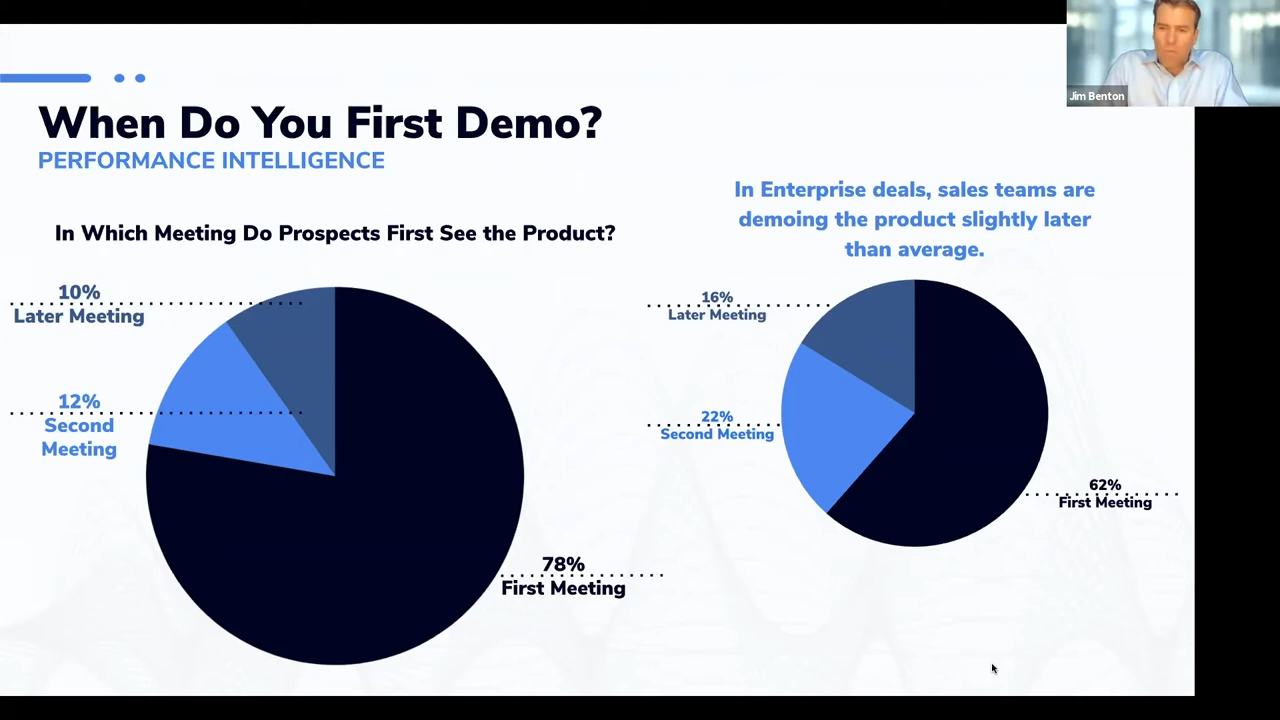 Jim Benton
When Do You First Demo?
PERFORMANCE INTELLIGENCE
In Which Meeting Do Prospects First See the Product?
10%
Later Meeting
12%
Second
Meeting
78%
First Meeting
In Enterprise deals, sales teams are
demoing the product slightly later
than average.
16%
Later Meeting
22%
Second Meeting
62%
First Meeting